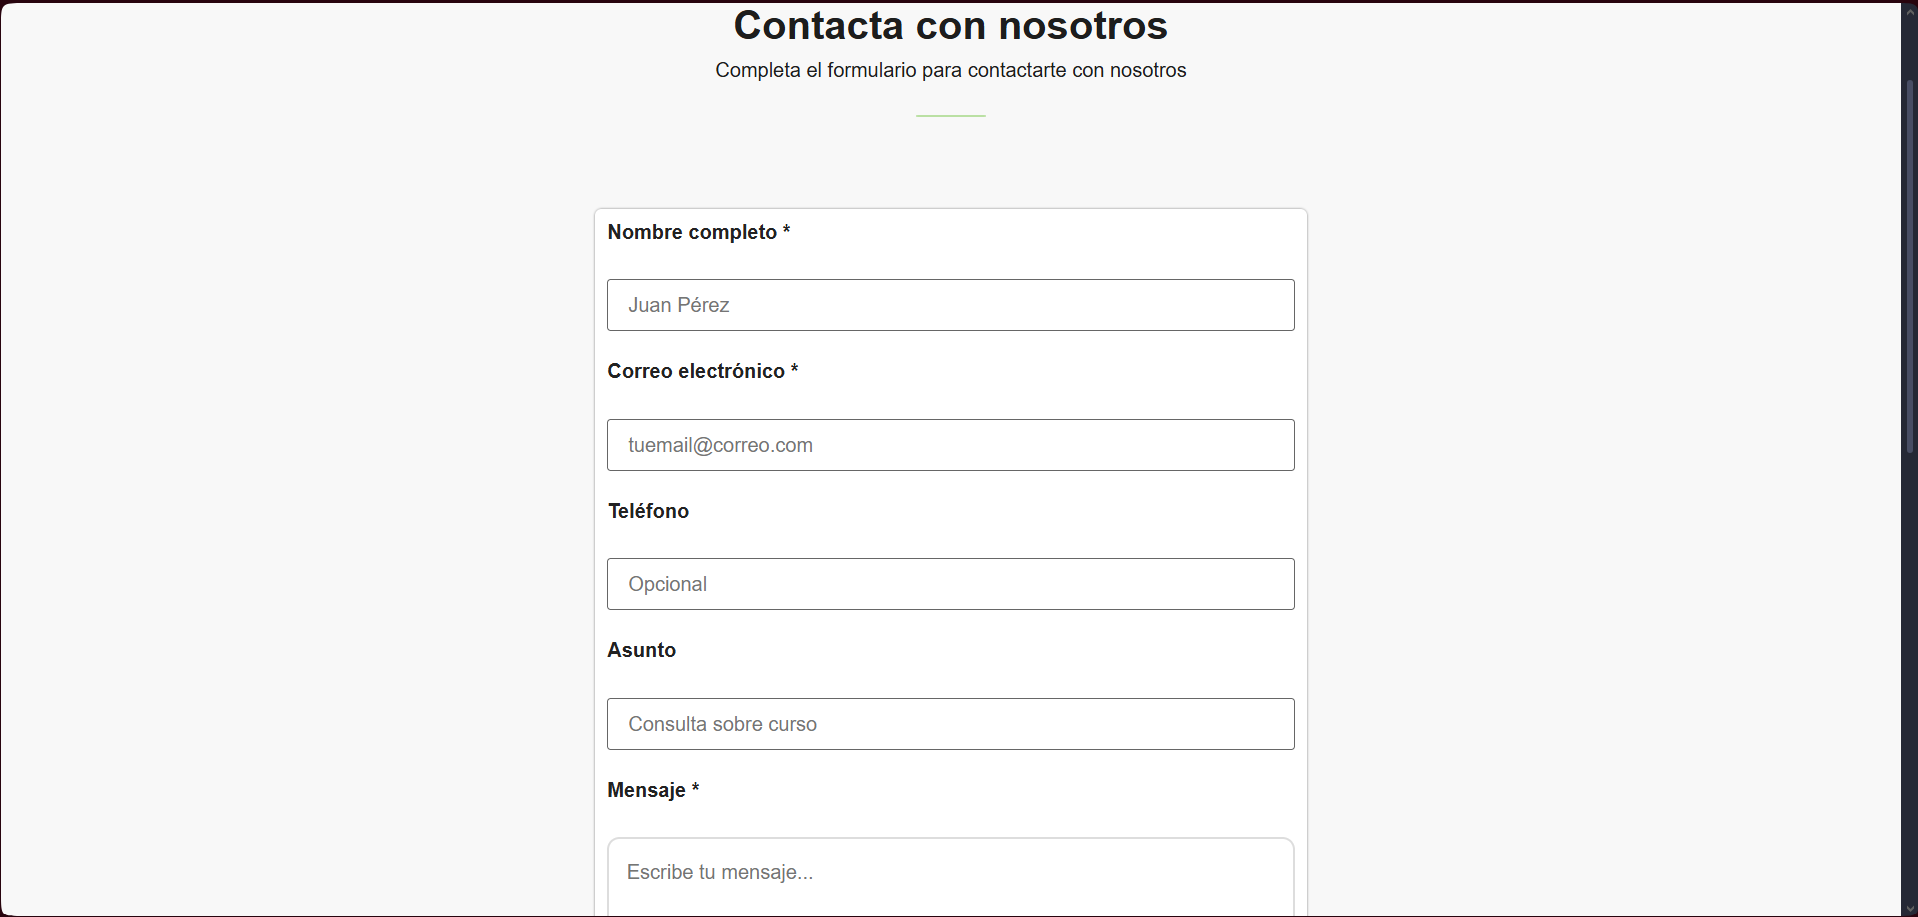 Contacta con nosotros
Completa el formulario para contactarte con nosotros
Nombre completo *
Juan Pérez
Correo electrónico *
tuemail@correo.com
Teléfono
Opcional
Asunto
Consulta sobre curso
Mensaje *
Escribe tu mensaje...